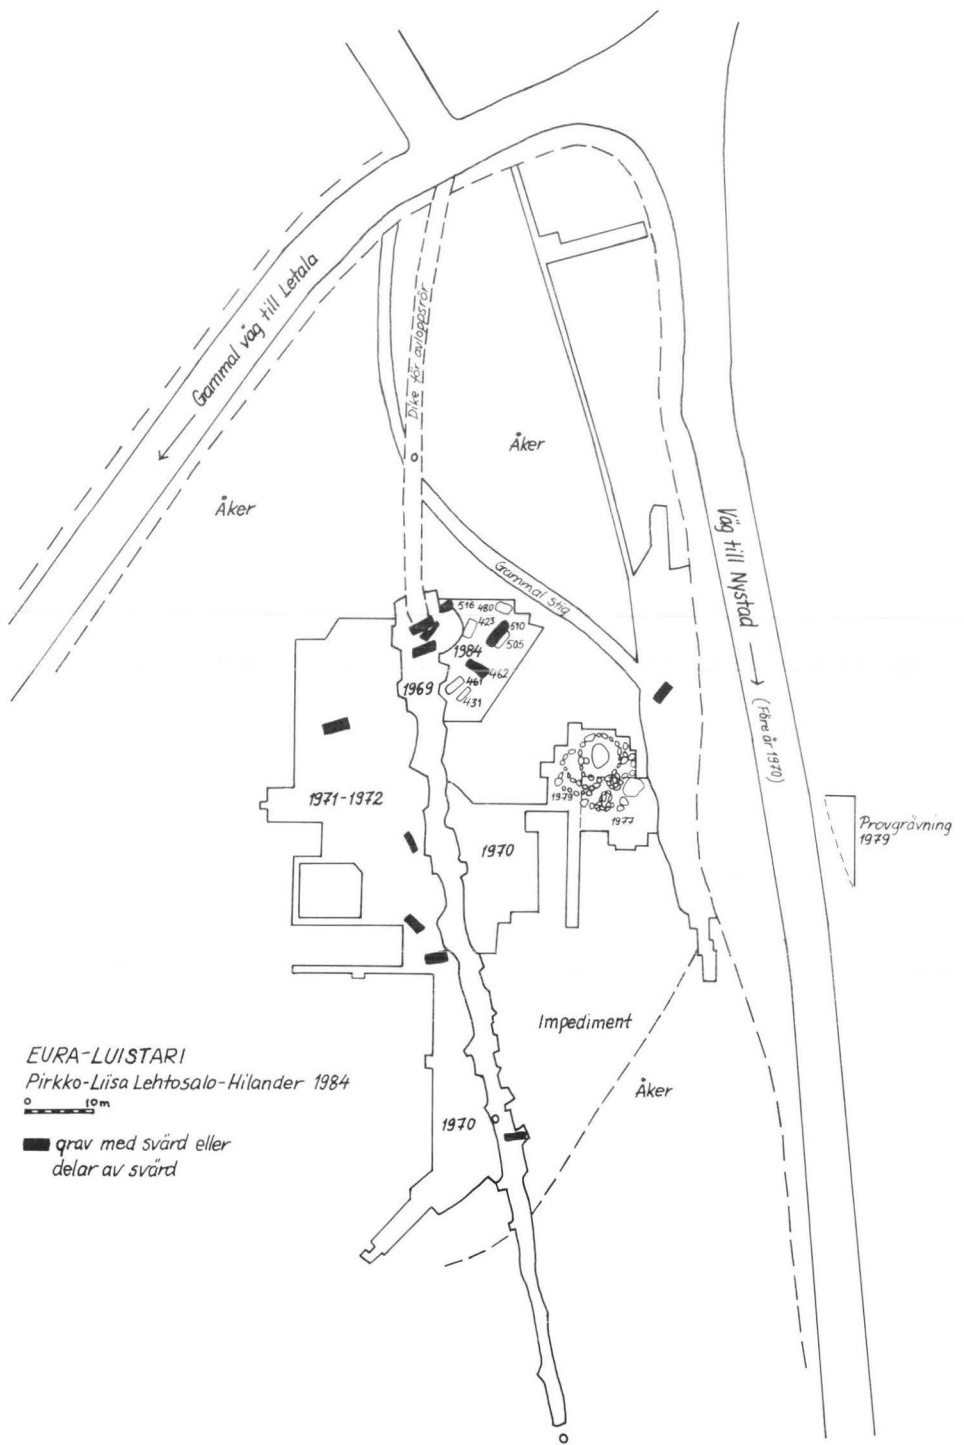 Gammal väg till Letala
Dike för avloppsrör
Åker
Åker
Väg till Nystad
(Före år 1970)
Gammal stig
516
480
423
510
505
1984
462
461
431
1969
1971-1972
1979
1977
1970
Provgrävning
1979
Impediment
Åker
EURA-LUISTARI
Pirkko-Liisa Lehtosalo-Hilander 1984
0 10m
1970
grav med svärd eller
delar av svärd